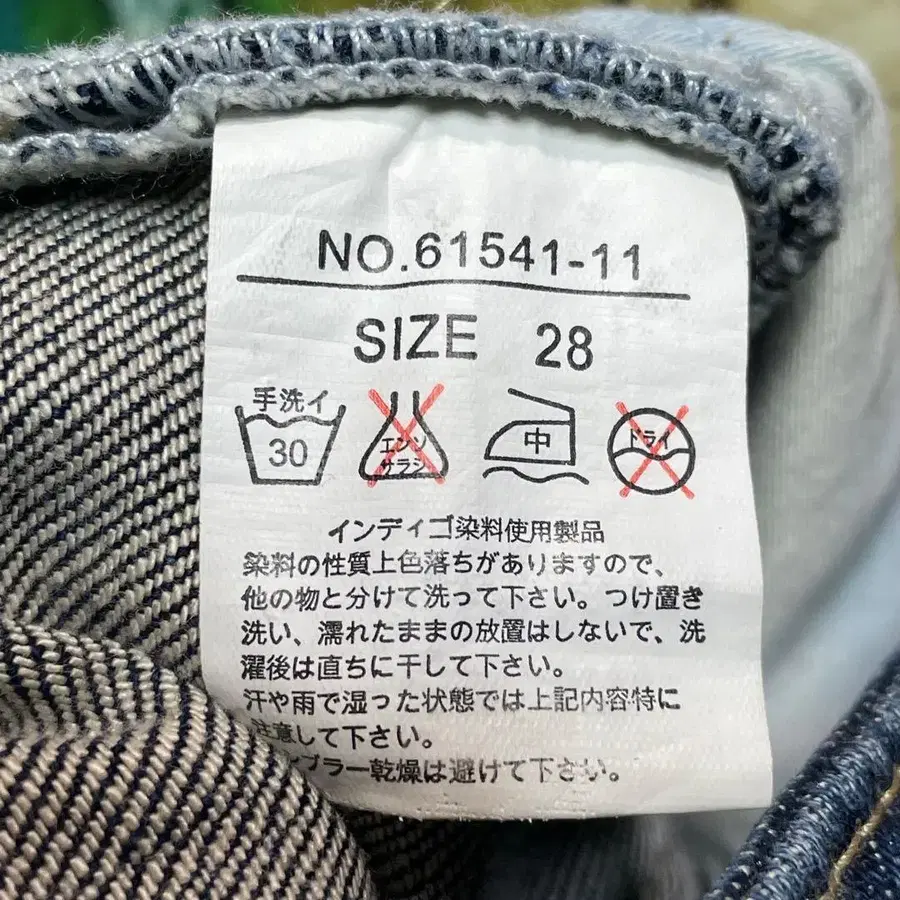 NO.61541-11
SIZE 28
手洗イ
30
エンソ
サラシ
中
ドライ
インディゴ染料使用製品
染料の性質上色落ちがありますので、
他の物と分けて洗って下さい。つけ置き
洗い、濡れたままの放置はしないで、洗
濯後は直ちに干して下さい。
汗や雨で湿った状態では上記内容特に
注意して下さい。
ンブラー乾燥は避けて下さい。